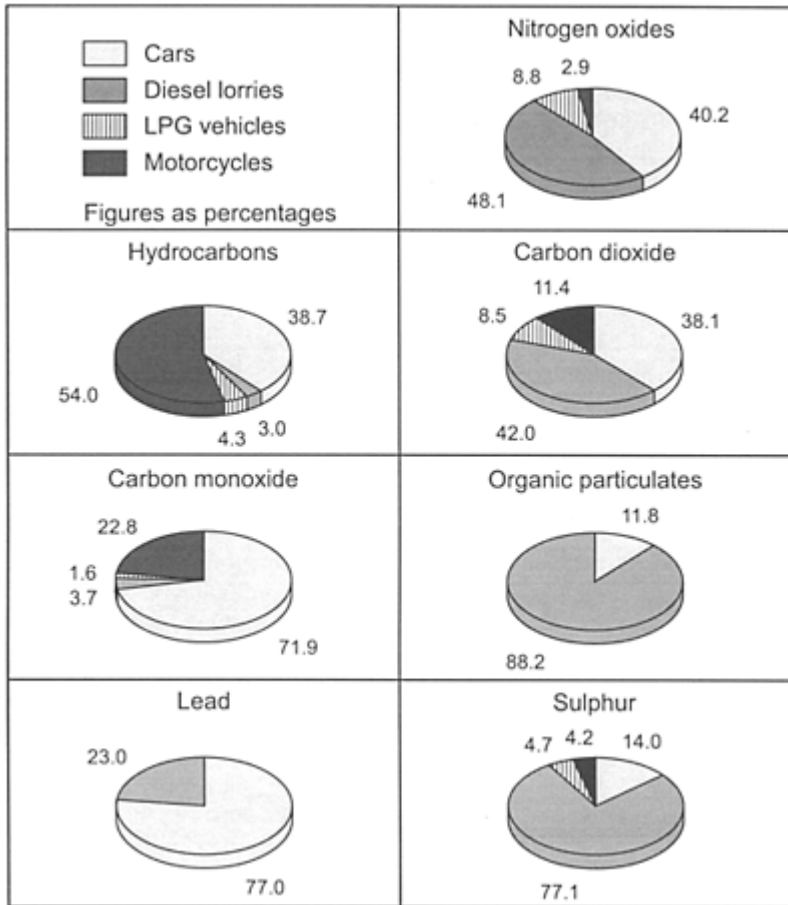 Cars
Diesel lorries
LPG vehicles
Motorcycles
Figures as percentages
Nitrogen oxides
8.8
2.9
40.2
48.1
Hydrocarbons
38.7
54.0
4.3
3.0
Carbon dioxide
11.4
8.5
38.1
42.0
Carbon monoxide
22.8
1.6
3.7
71.9
Organic particulates
11.8
88.2
Lead
23.0
77.0
Sulphur
4.7
4.2
14.0
77.1